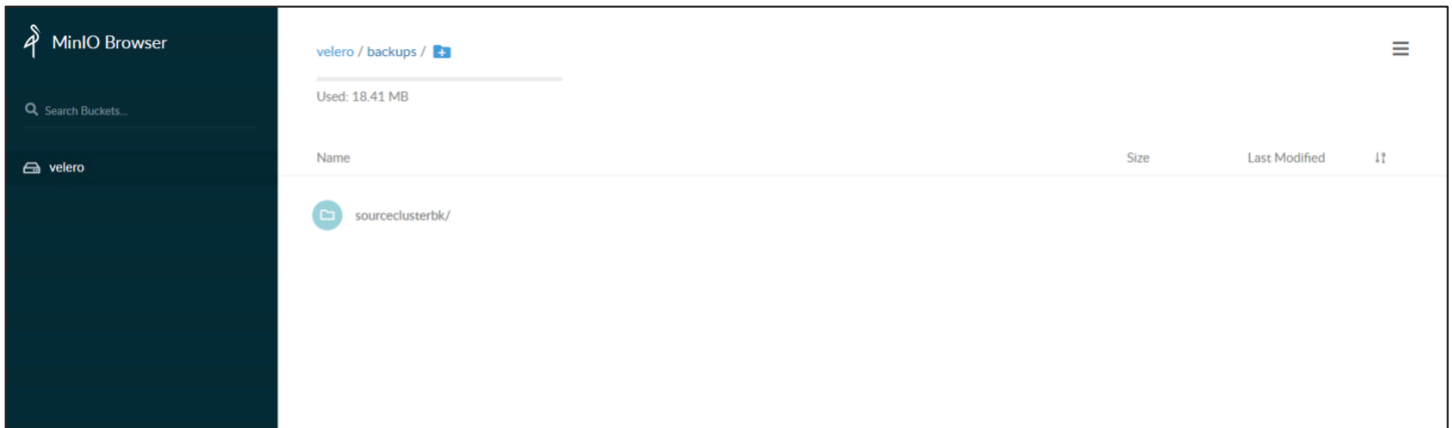 MinIO Browser
Search Buckets...
velero
velero / backups /
Used: 18.41 MB
Name Size Last Modified
sourceclusterbk/